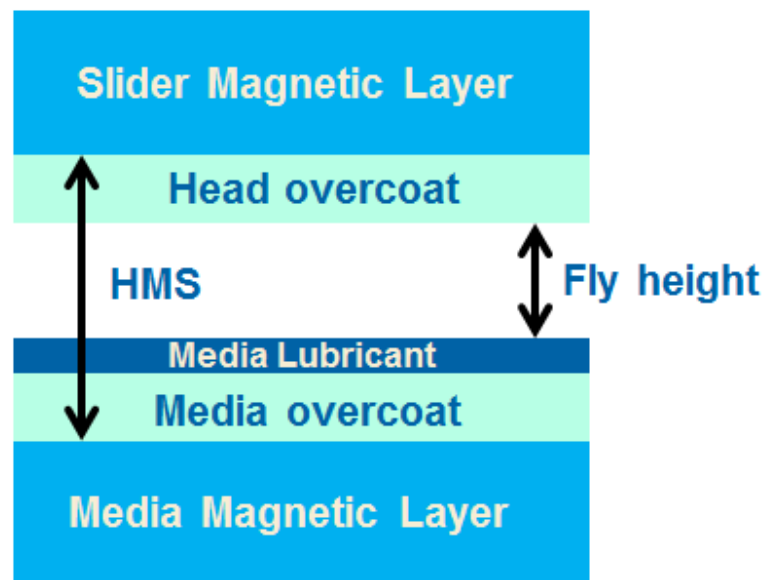 Slider Magnetic Layer
Head overcoat
HMS
Fly height
Media Lubricant
Media overcoat
Media Magnetic Layer